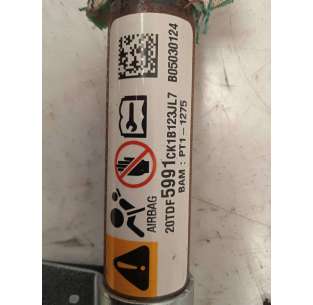 B05030124
20TDF5991CK1B123JL7
BAM : PT1-1275
AIRBAG